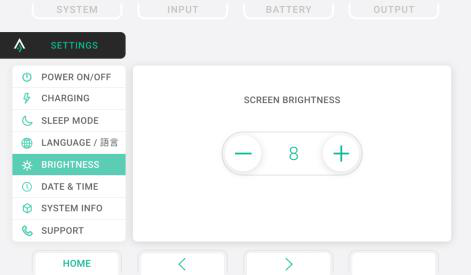 SYSTEM
INPUT
BATTERY
OUTPUT
SETTINGS
POWER ON/OFF
CHARGING
SLEEP MODE
LANGUAGE / 語言
BRIGHTNESS
DATE & TIME
SYSTEM INFO
SUPPORT
SCREEN BRIGHTNESS
— 8 +
HOME
< >